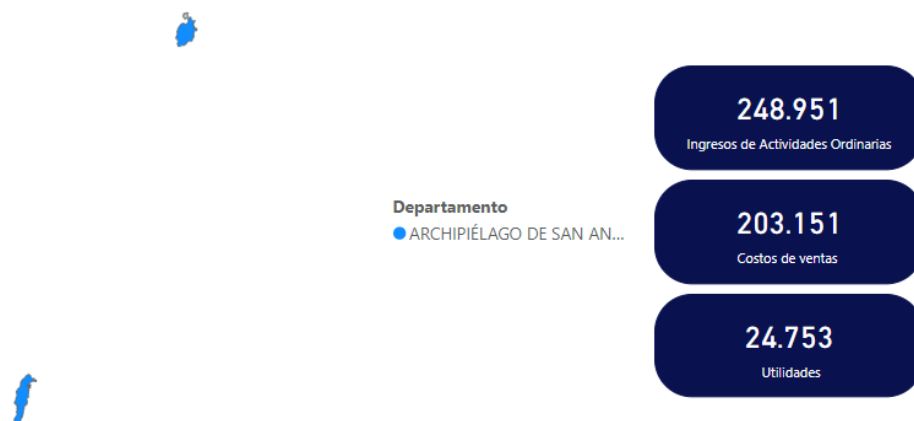 248.951
Ingresos de Actividades Ordinarias
Departamento
ARCHIPIÉLAGO DE SAN AN...
203.151
Costos de ventas
24.753
Utilidades